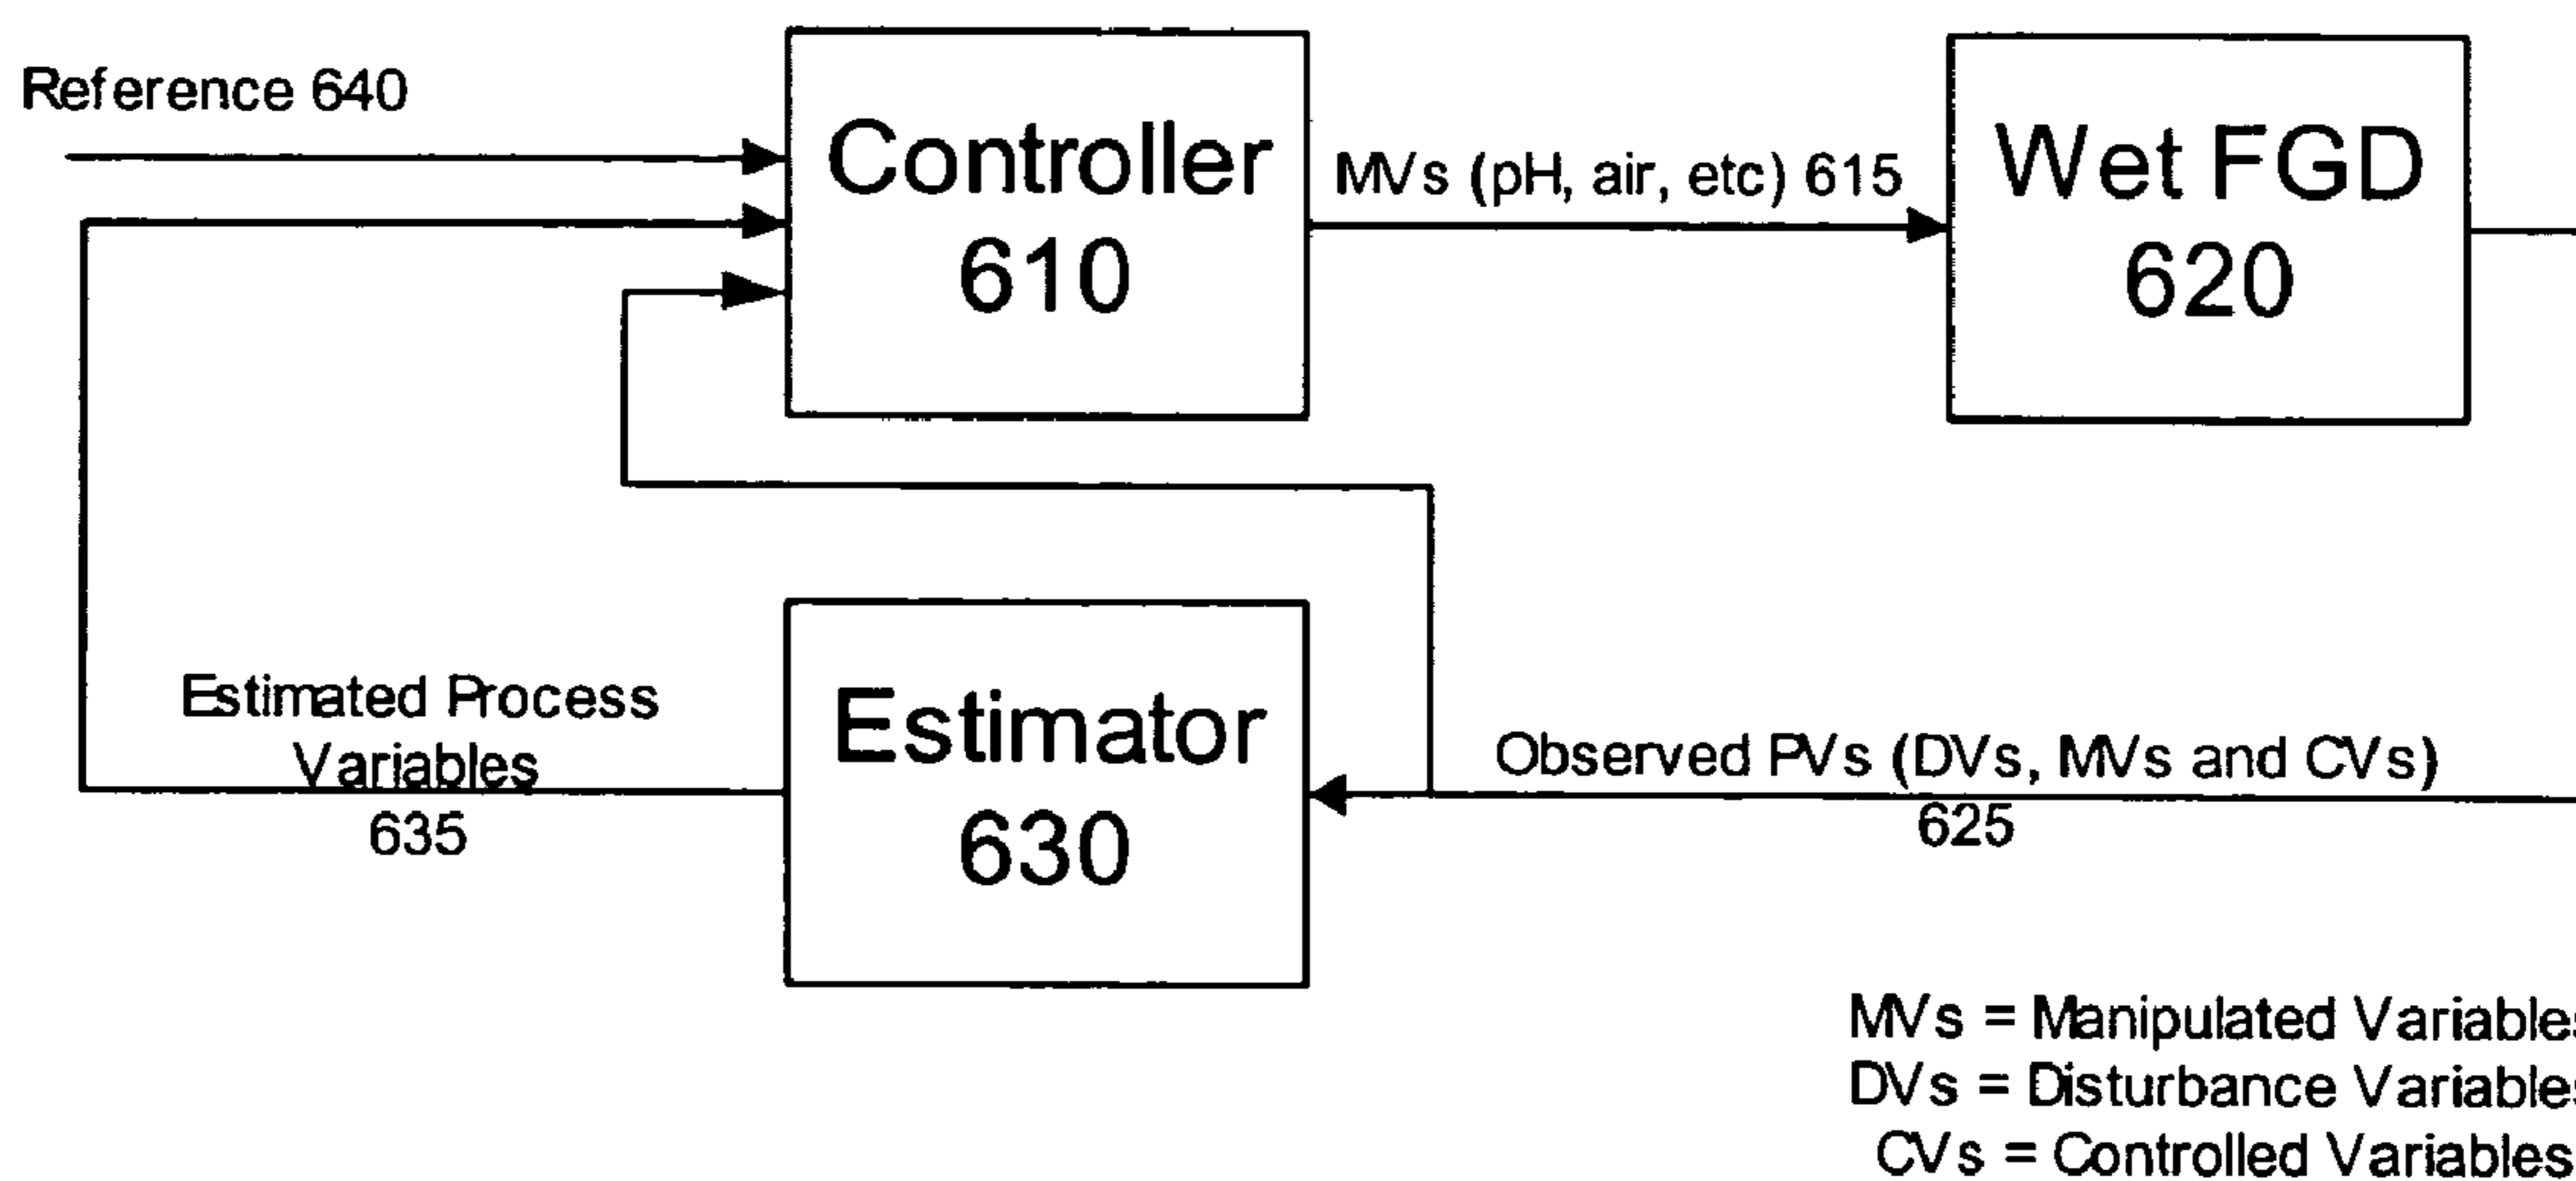 Reference 640
Controller
610
MVs (pH, air, etc) 615
Wet FGD
620
Estimated Process
Variables
635
Estimator
630
Observed PVs (DVs, MVs and CVs)
625
MVs = Manipulated Variables
DVs = Disturbance Variables
CVs = Controlled Variables